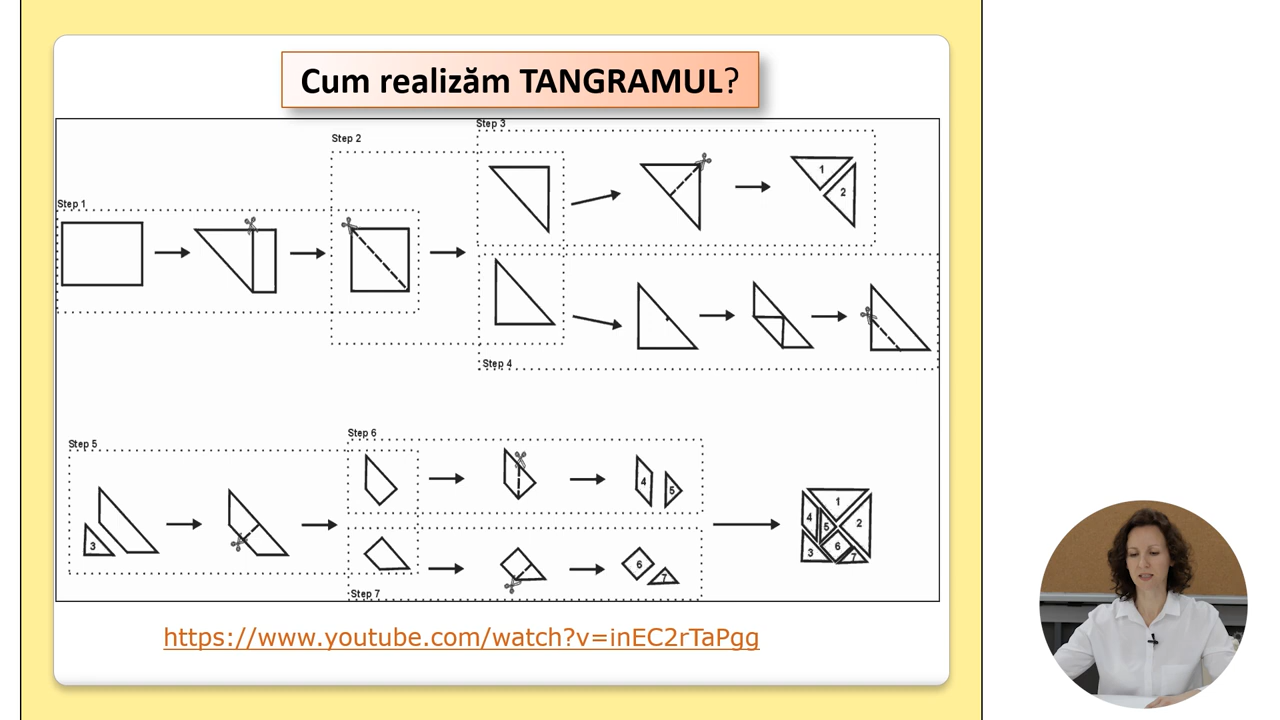 Cum realizăm TANGRAMUL?
Step 1
Step 2
Step 3
1
2
Step 4
Step 5
3
Step 6
4
5
Step 7
6
7
1
2
3
4
5
6
7
https://www.youtube.com/watch?v=inEC2rTaPgg